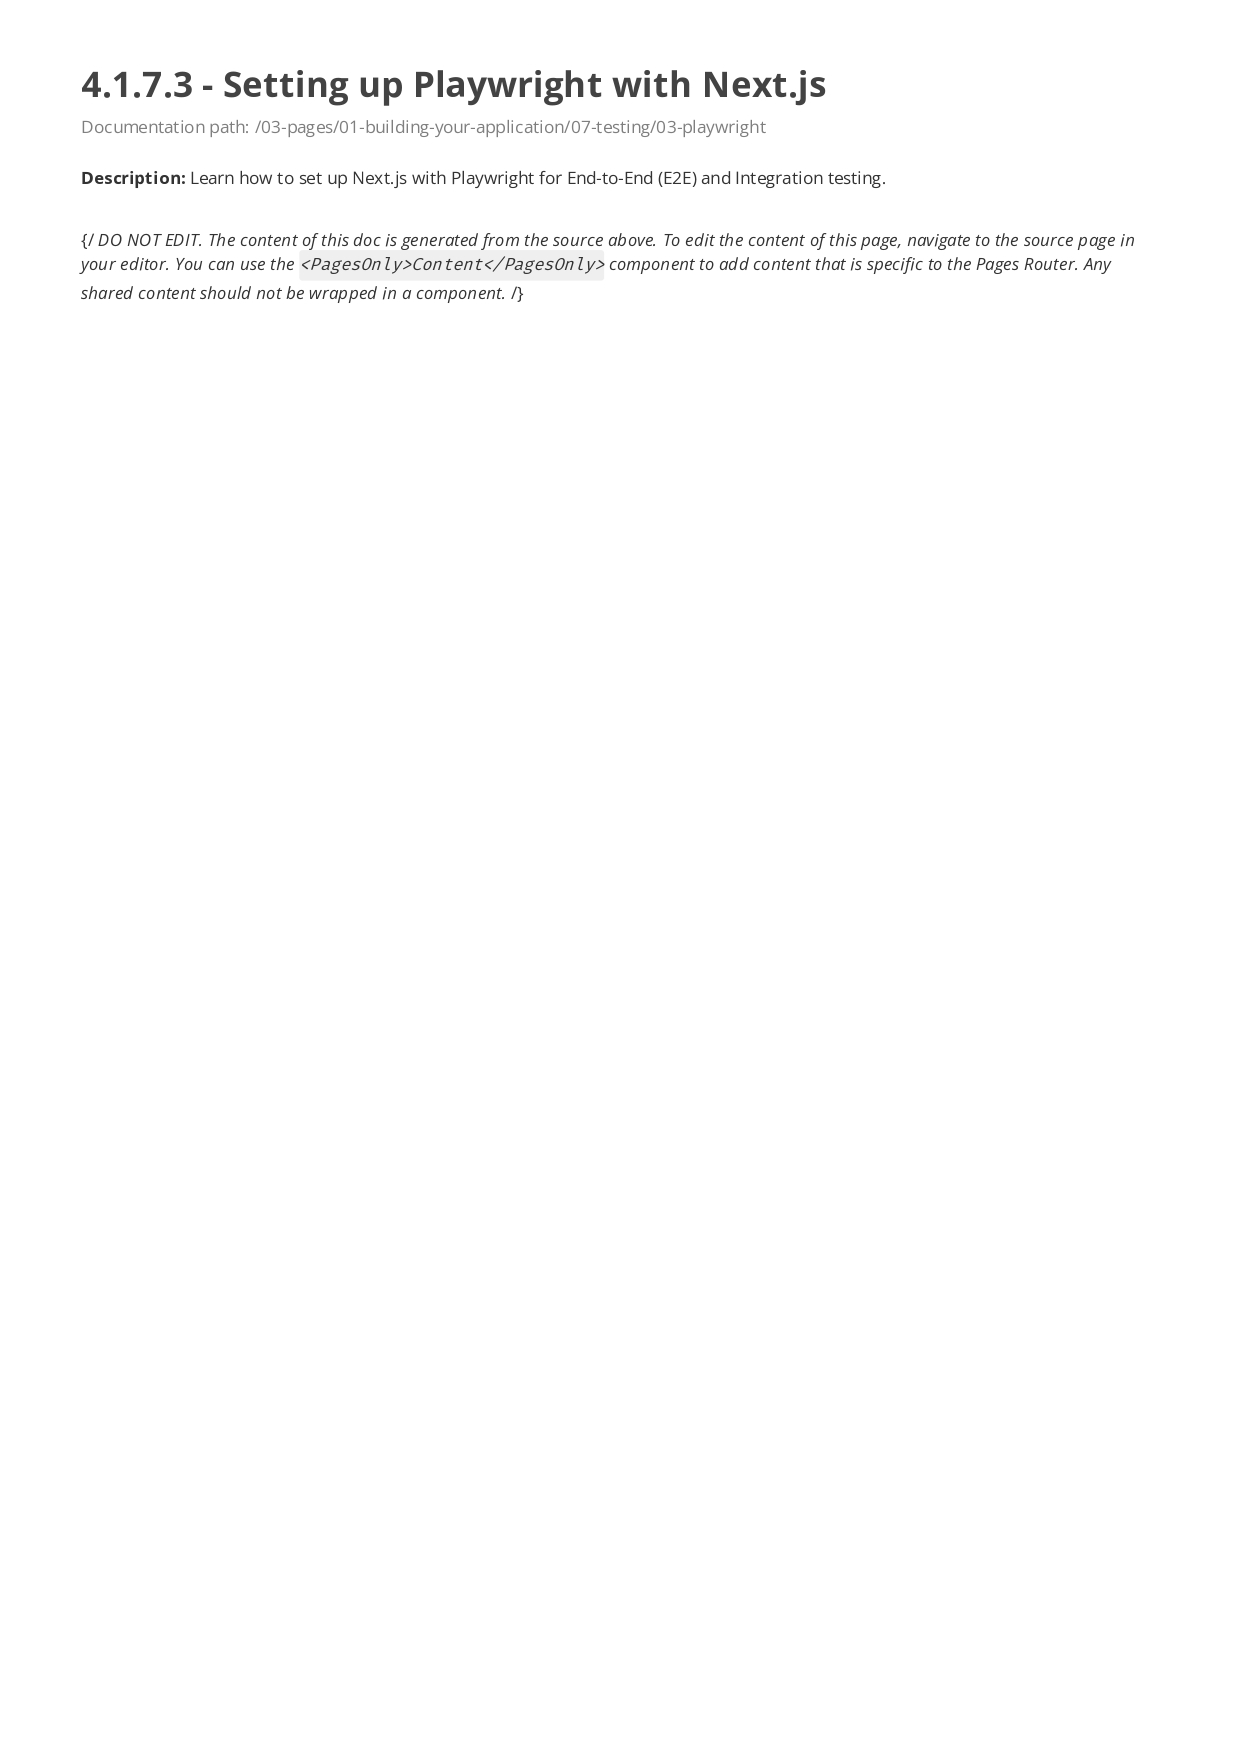 4.1.7.3 - Setting up Playwright with Next.js
Documentation path: /03-pages/01-building-your-application/07-testing/03-playwright
Description: Learn how to set up Next.js with Playwright for End-to-End (E2E) and Integration testing.
{/ DO NOT EDIT. The content of this doc is generated from the source above. To edit the content of this page, navigate to the source page in
your editor. You can use the <PagesOnly>Content</PagesOnly> component to add content that is specific to the Pages Router. Any
shared content should not be wrapped in a component. /}